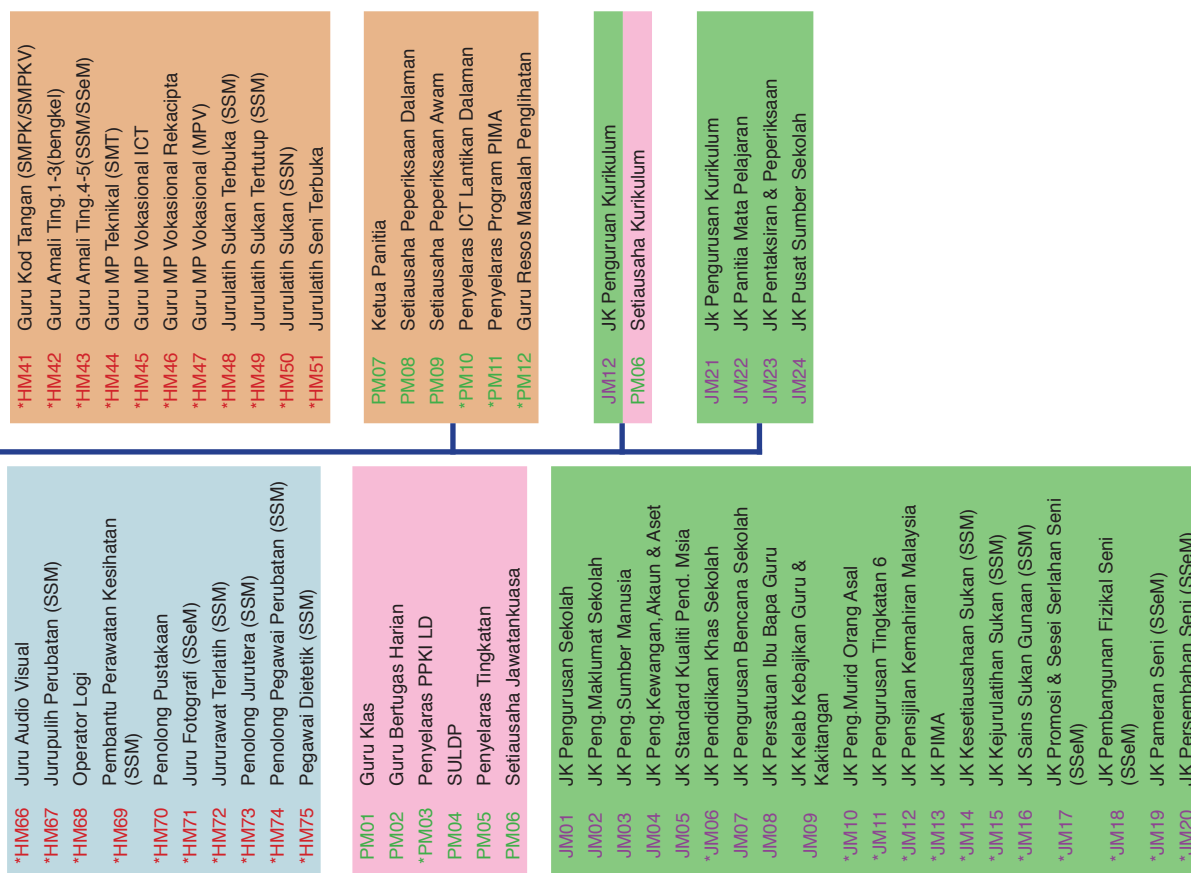 *HM41 Guru Kod Tangan (SMPK/SMPKV)
*HM42 Guru Amali Ting.1-3(bengkel)
*HM43 Guru Amali Ting.4-5(SSM/SSeM)
*HM44 Guru MP Teknikal (SMT)
*HM45 Guru MP Vokasional ICT
*HM46 Guru MP Vokasional Rekacipta
*HM47 Guru MP Vokasional (MPV)
*HM48 Jurulatih Sukan Terbuka (SSM)
*HM49 Jurulatih Sukan Tertutup (SSM)
*HM50 Jurulatih Sukan (SSN)
*HM51 Jurulatih Seni Terbuka
PM07 Ketua Panitia
PM08 Setiausaha Peperiksaan Dalaman
PM09 Setiausaha Peperiksaan Awam
*PM10 Penyelaras ICT Lantikan Dalaman
*PM11 Penyelaras Program PIMA
*PM12 Guru Resos Masalah Penglihatan
JM12 JK Penguruan Kurikulum
PM06 Setiausaha Kurikulum
JM21 Jk Pengurusan Kurikulum
JM22 JK Panitia Mata Pelajaran
JM23 JK Pentaksiran & Peperiksaan
JM24 JK Pusat Sumber Sekolah
*HM66 Juru Audio Visual
*HM67 Jurupulih Perubatan (SSM)
*HM68 Operator Logi
*HM69 Pembantu Perawatan Kesihatan
(SSM)
*HM70 Penolong Pustakaan
*HM71 Juru Fotografi (SSeM)
*HM72 Jururawat Terlatih (SSM)
*HM73 Penolong Jurutera (SSM)
*HM74 Penolong Pegawai Perubatan (SSM)
*HM75 Pegawai Dietetik (SSM)
PM01 Guru Klas
PM02 Guru Bertugas Harian
*PM03 Penyelaras PPKI LD
PM04 SULDP
PM05 Penyelaras Tingkatan
PM06 Setiausaha Jawatankuasa
JM01 JK Pengurusan Sekolah
JM02 JK Peng.Maklumat Sekolah
JM03 JK Peng.Sumber Manusia
JM04 JK Peng.Kewangan,Akaun & Aset
JM05 JK Standard Kualiti Pend. Msia
*JM06 JK Pendidikan Khas Sekolah
JM07 JK Pengurusan Bencana Sekolah
JM08 JK Persatuan Ibu Bapa Guru
JM09 JK Kelab Kebajikan Guru &
Kakitangan
*JM10 JK Peng.Murid Orang Asal
*JM11 JK Pengurusan Tingkatan 6
*JM12 JK Pensijilan Kemahiran Malaysia
*JM13 JK PIMA
*JM14 JK Kesetiausahaan Sukan (SSM)
*JM15 JK Kejurulatihan Sukan (SSM)
*JM16 JK Sains Sukan Gunaan (SSM)
*JM17 JK Promosi & Sesei Serlahan Seni
(SSeM)
*JM18 JK Pembangunan Fizikal Seni
(SSeM)
*JM19 JK Pameran Seni (SSeM)
*JM20 JK Persembahan Seni (SSeM)